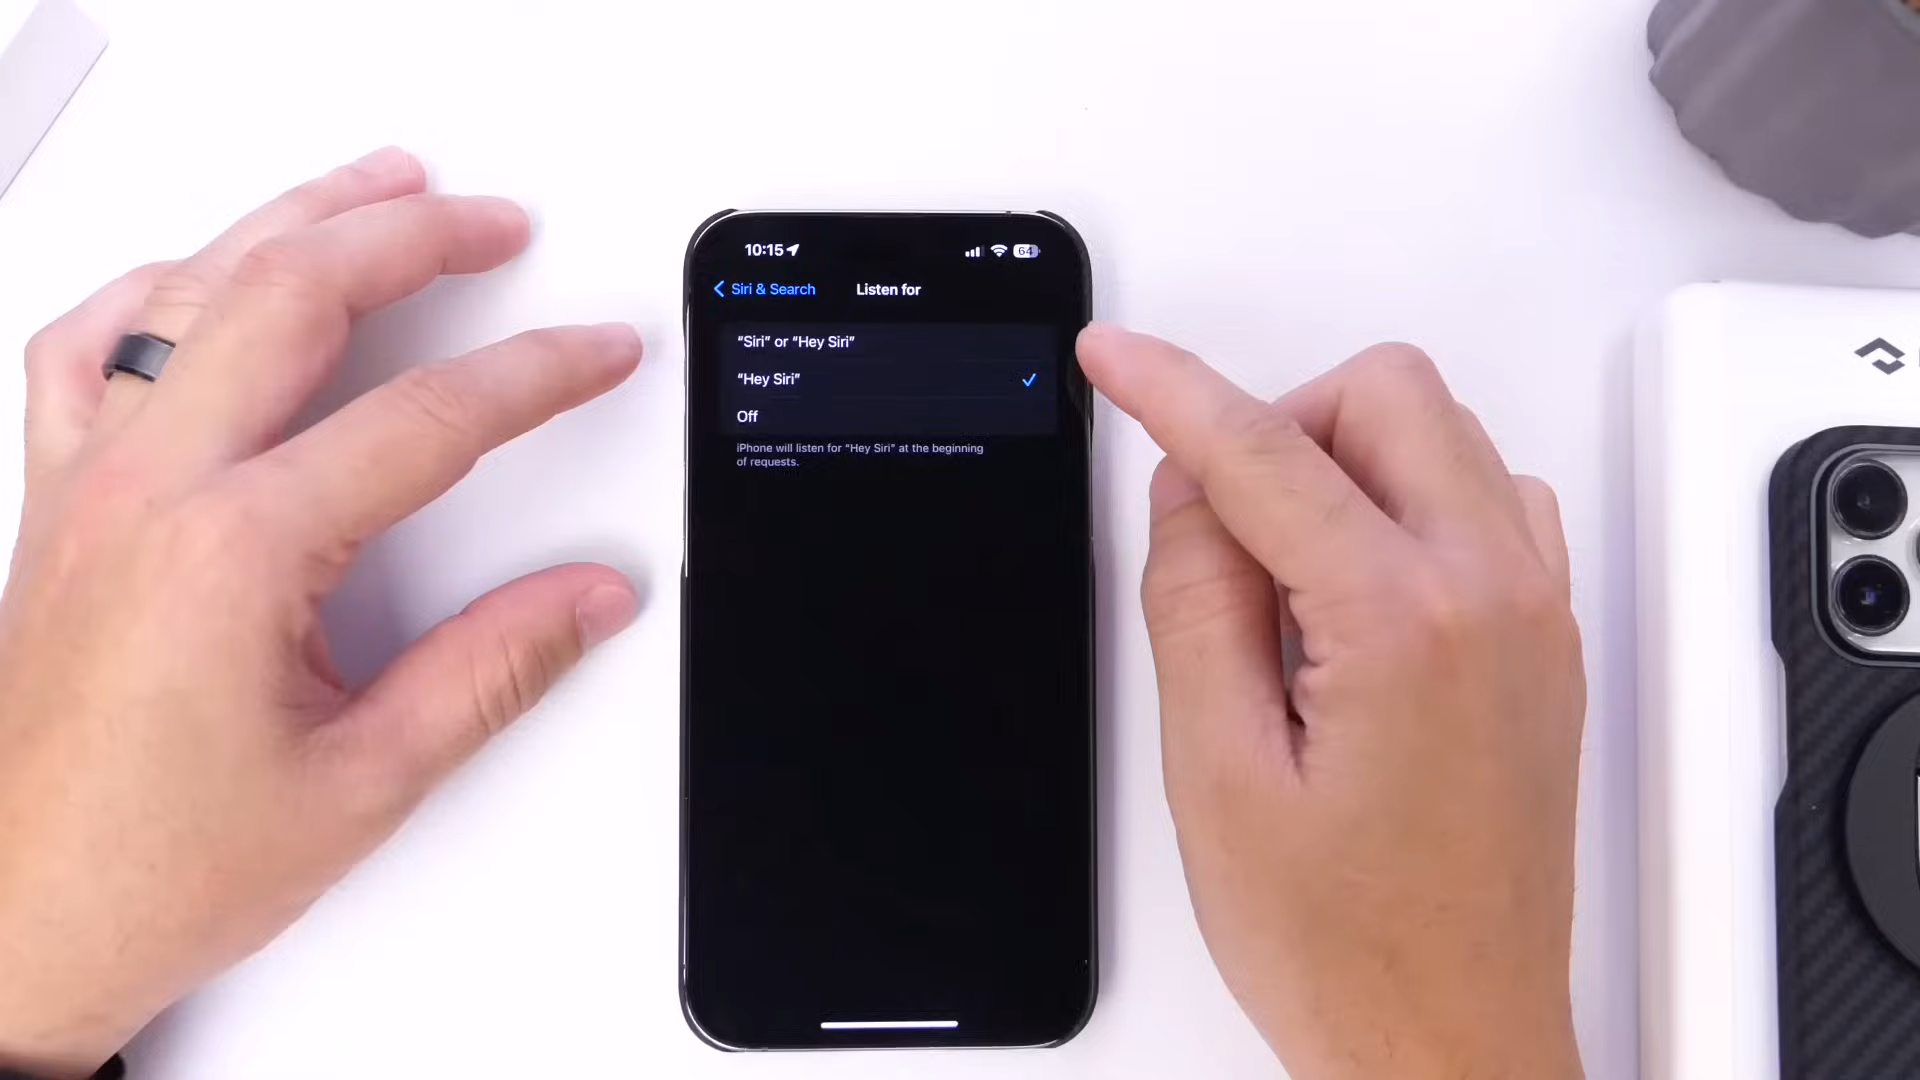 10:15
64
Siri & Search
Listen for
“Siri” or “Hey Siri”
“Hey Siri”
Off
iPhone will listen for “Hey Siri” at the beginning
of requests.